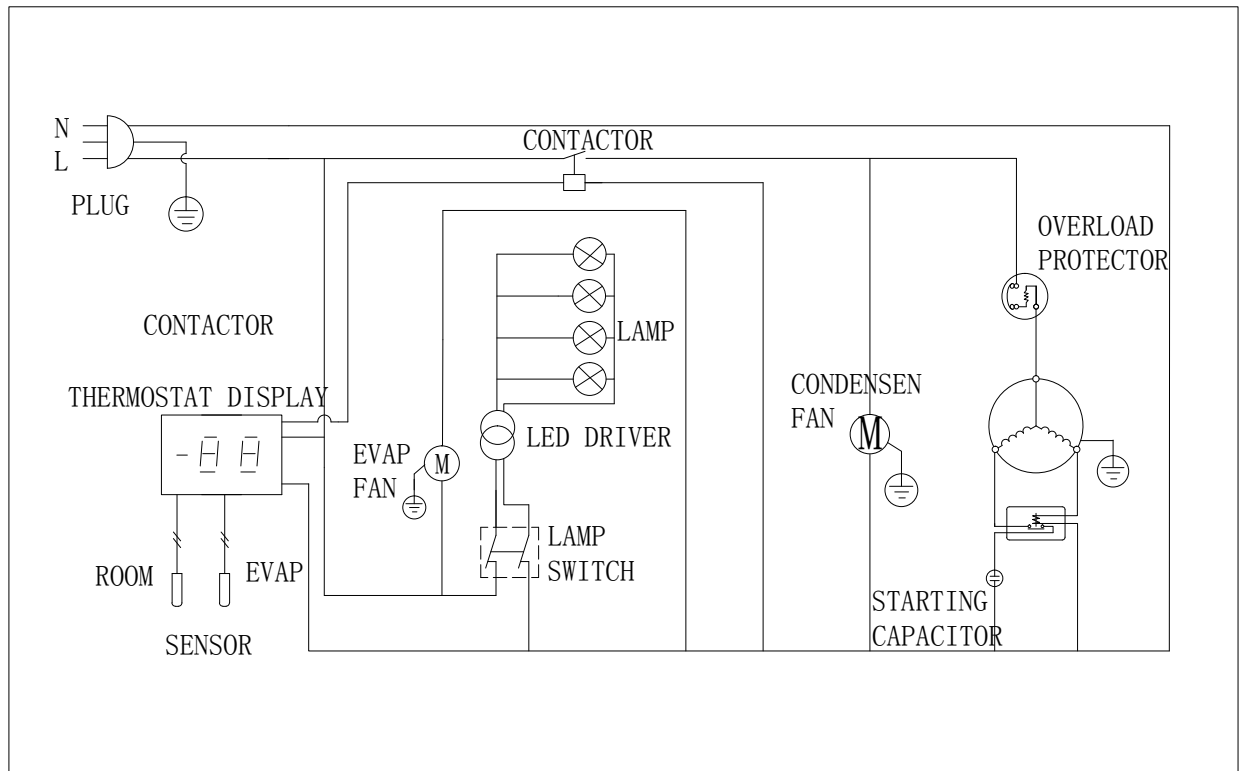 N
L
PLUG
CONTACTOR
OVERLOAD
PROTECTOR
CONTACTOR
LAMP
THERMOSTAT DISPLAY
-88
CONDENSEN
FAN
M
LED DRIVER
EVAP
FAN
M
LAMP
SWITCH
ROOM
EVAP
SENSOR
STARTING
CAPACITOR